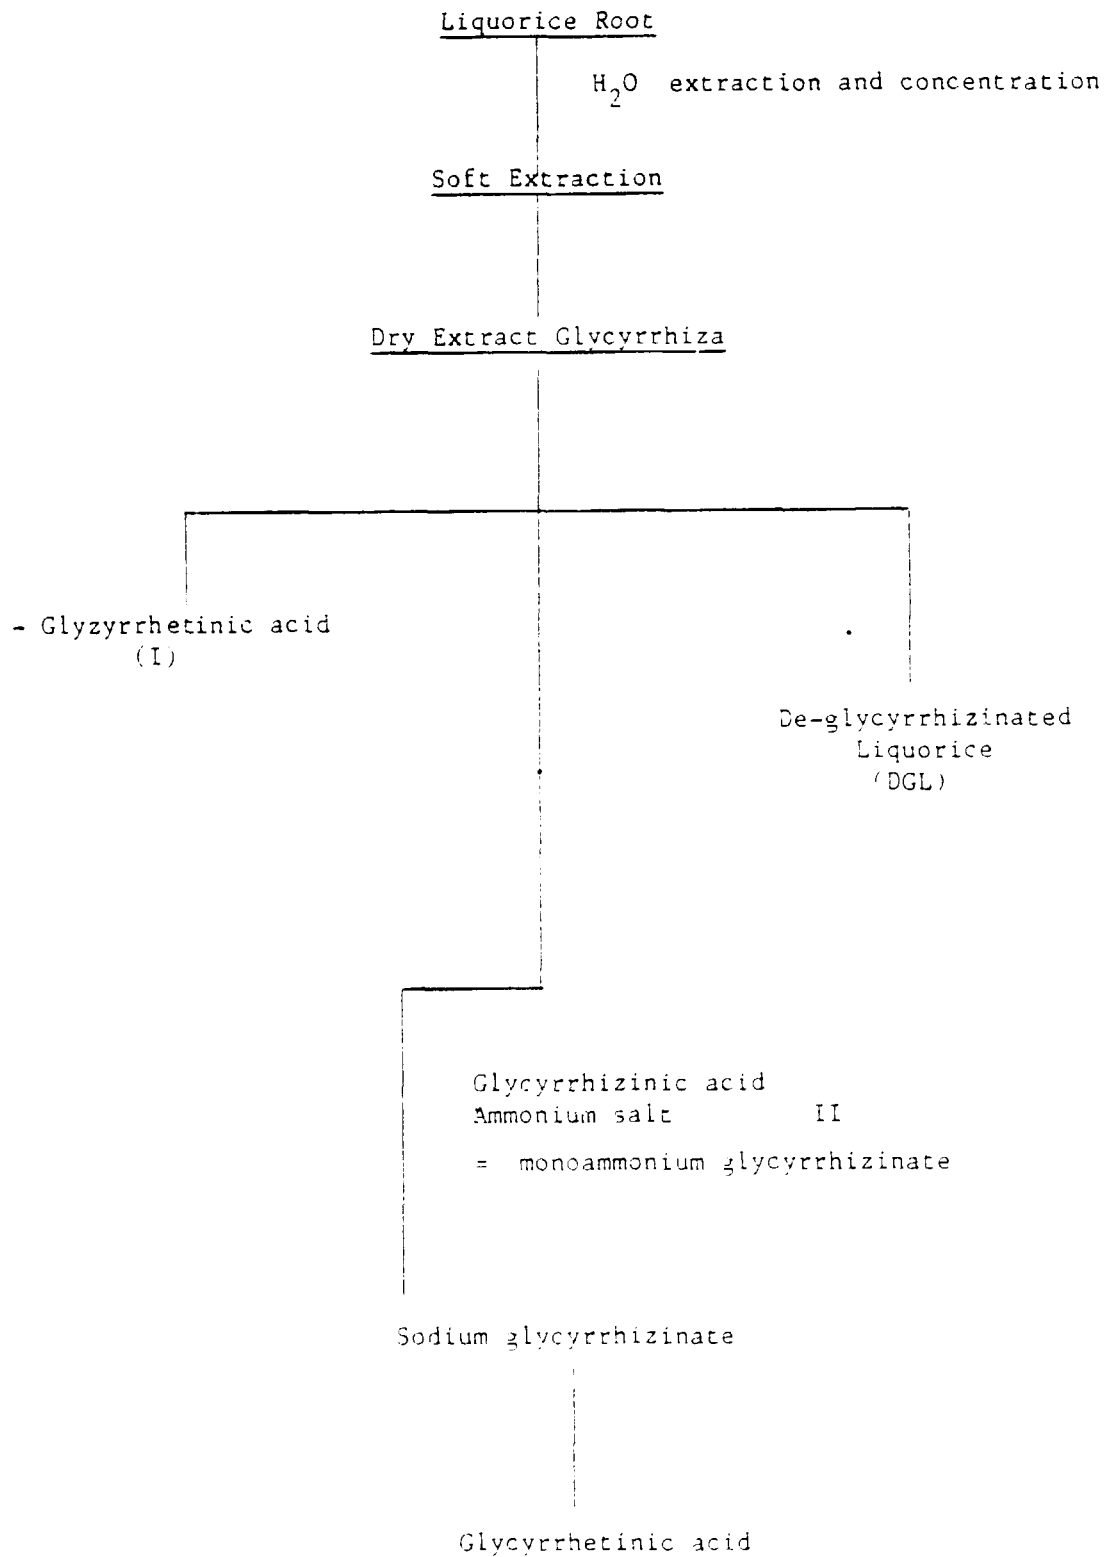 Liquorice Root
H2O extraction and concentration
Soft Extraction
Dry Extract Glycyrrhiza
- Glyzyrrhetinic acid
(I)
De-glycyrrhizinated
Liquorice
(DGL)
Glycyrrhizinic acid
Ammonium salt II
= monoammonium glycyrrhizinate
Sodium glycyrrhizinate
Glycyrrhetinic acid